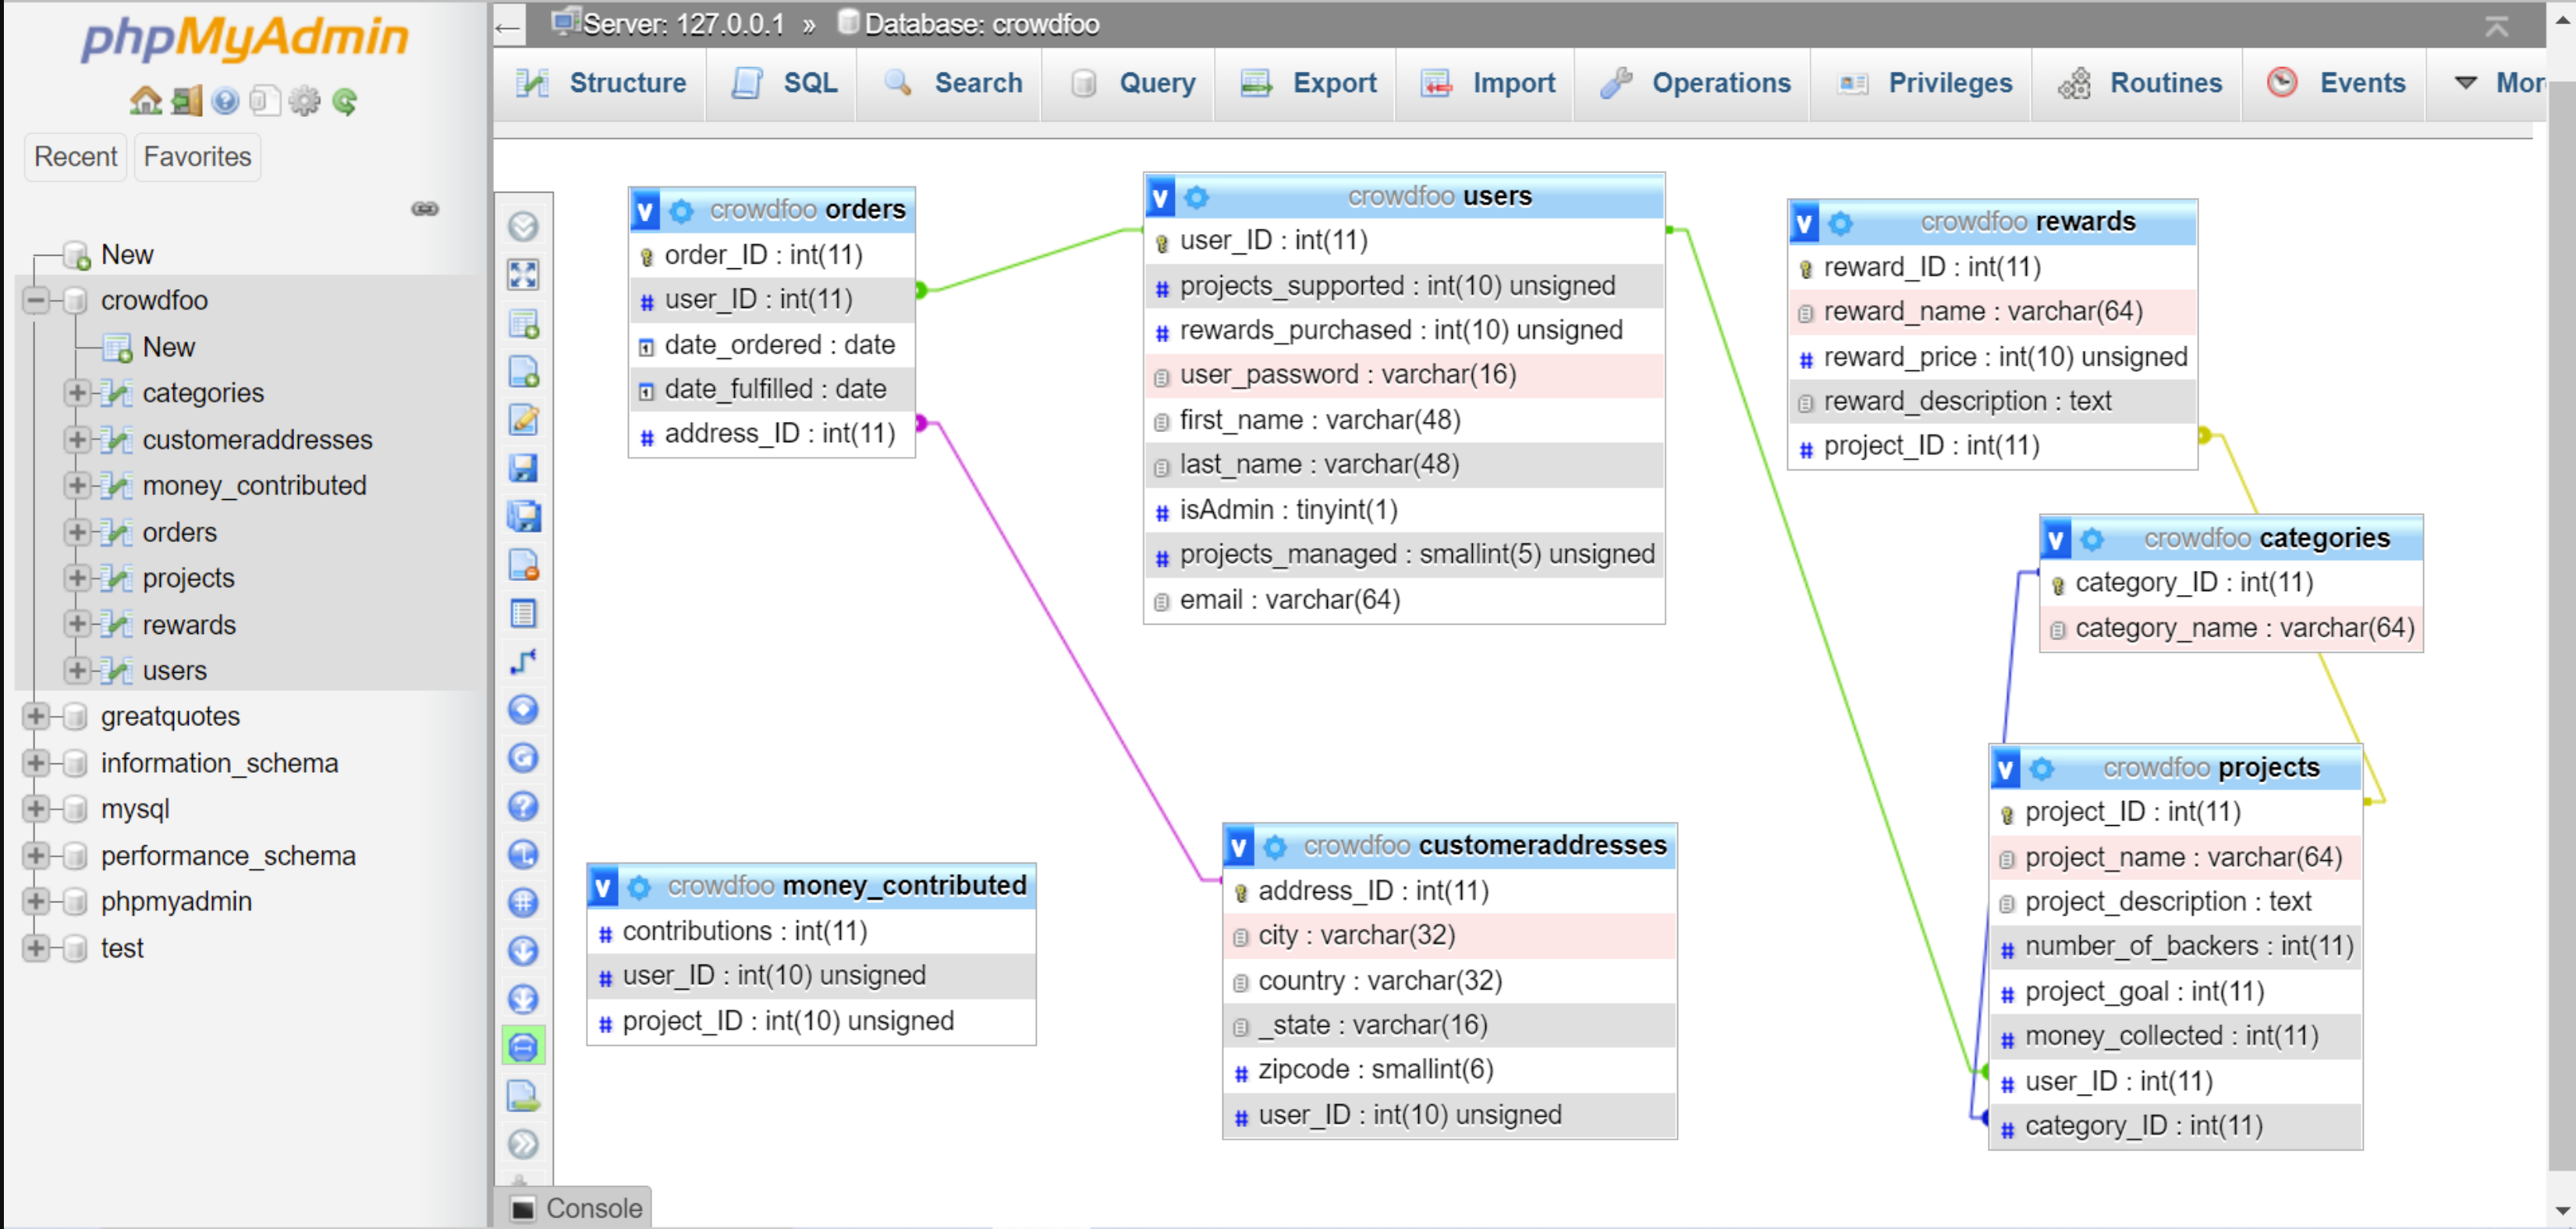 phpMyAdmin
Recent
Favorites
New
crowdfoo
New
categories
customeraddresses
money_contributed
orders
projects
rewards
users
greatquotes
information_schema
mysql
performance_schema
phpmyadmin
test
Server: 127.0.0.1 » Database: crowdfoo
Structure
SQL
Search
Query
Export
Import
Operations
Privileges
Routines
Events
Mor
v crowdfoo orders
order_ID : int(11)
# user_ID : int(11)
date_ordered : date
date_fulfilled : date
# address_ID : int(11)
v crowdfoo users
user_ID : int(11)
# projects_supported : int(10) unsigned
# rewards_purchased : int(10) unsigned
user_password : varchar(16)
first_name : varchar(48)
last_name : varchar(48)
# isAdmin : tinyint(1)
# projects_managed : smallint(5) unsigned
email : varchar(64)
v crowdfoo rewards
reward_ID : int(11)
reward_name : varchar(64)
# reward_price : int(10) unsigned
reward_description : text
# project_ID : int(11)
v crowdfoo categories
category_ID : int(11)
category_name : varchar(64)
v crowdfoo projects
project_ID : int(11)
project_name : varchar(64)
project_description : text
# number_of_backers : int(11)
# project_goal : int(11)
# money_collected : int(11)
# user_ID : int(11)
# category_ID : int(11)
v crowdfoo money_contributed
# contributions : int(11)
# user_ID : int(10) unsigned
# project_ID : int(10) unsigned
v crowdfoo customeraddresses
address_ID : int(11)
city : varchar(32)
country : varchar(32)
_state : varchar(16)
# zipcode : smallint(6)
# user_ID : int(10) unsigned
Console